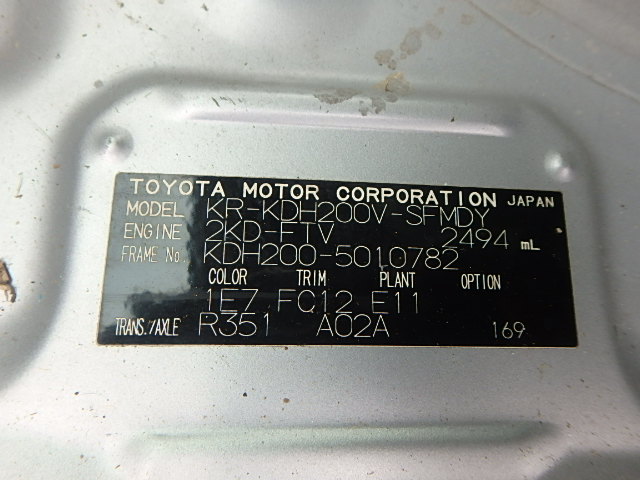 TOYOTA MOTOR CORPORATION JAPAN
MODEL KR-KDH200V-SFMDY
ENGINE 2KD-FTV 2494 mL
FRAME No. KDH200-5010782
COLOR TRIM PLANT OPTION
1E7 FC12 E11
TRANS./AXLE R351 A02A 169